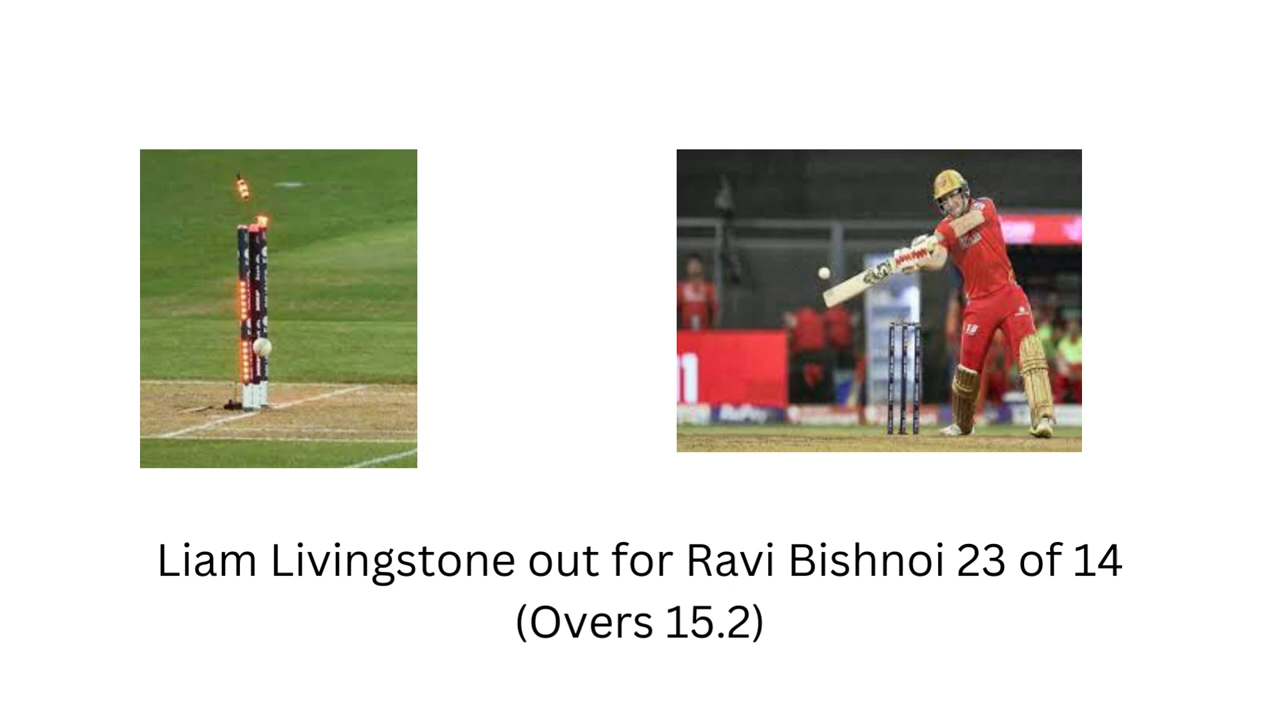 Liam Livingstone out for Ravi Bishnoi 23 of 14
(Overs 15.2)